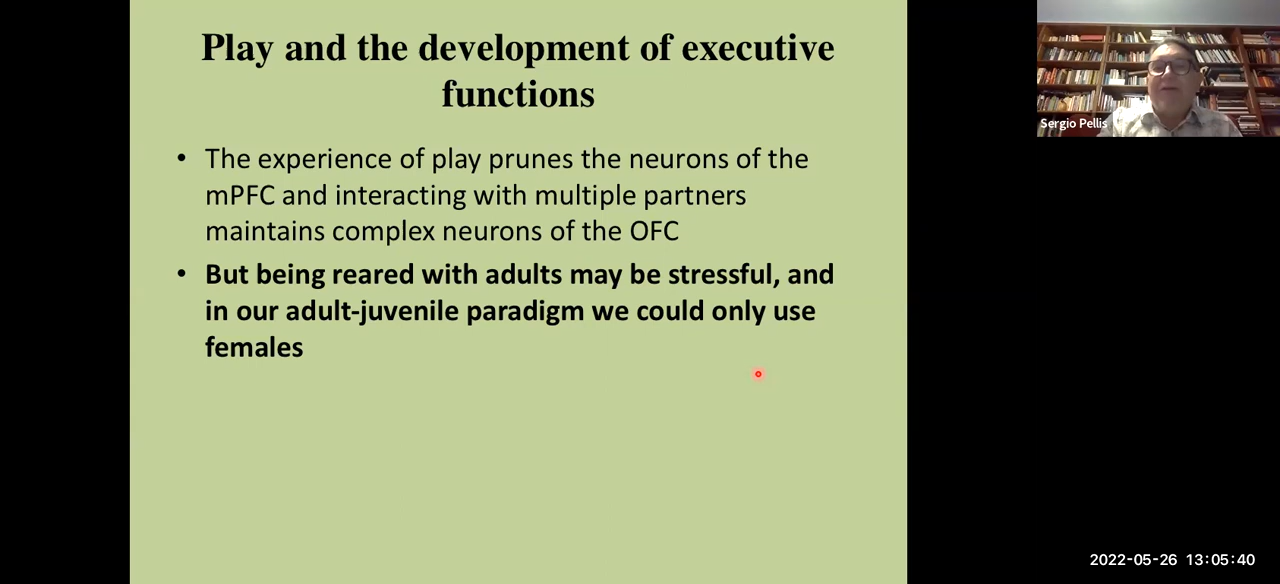 Play and the development of executive
functions
• The experience of play prunes the neurons of the
mPFC and interacting with multiple partners
maintains complex neurons of the OFC
• But being reared with adults may be stressful, and
in our adult-juvenile paradigm we could only use
females
Sergio Pellis
2022-05-26 13:05:40